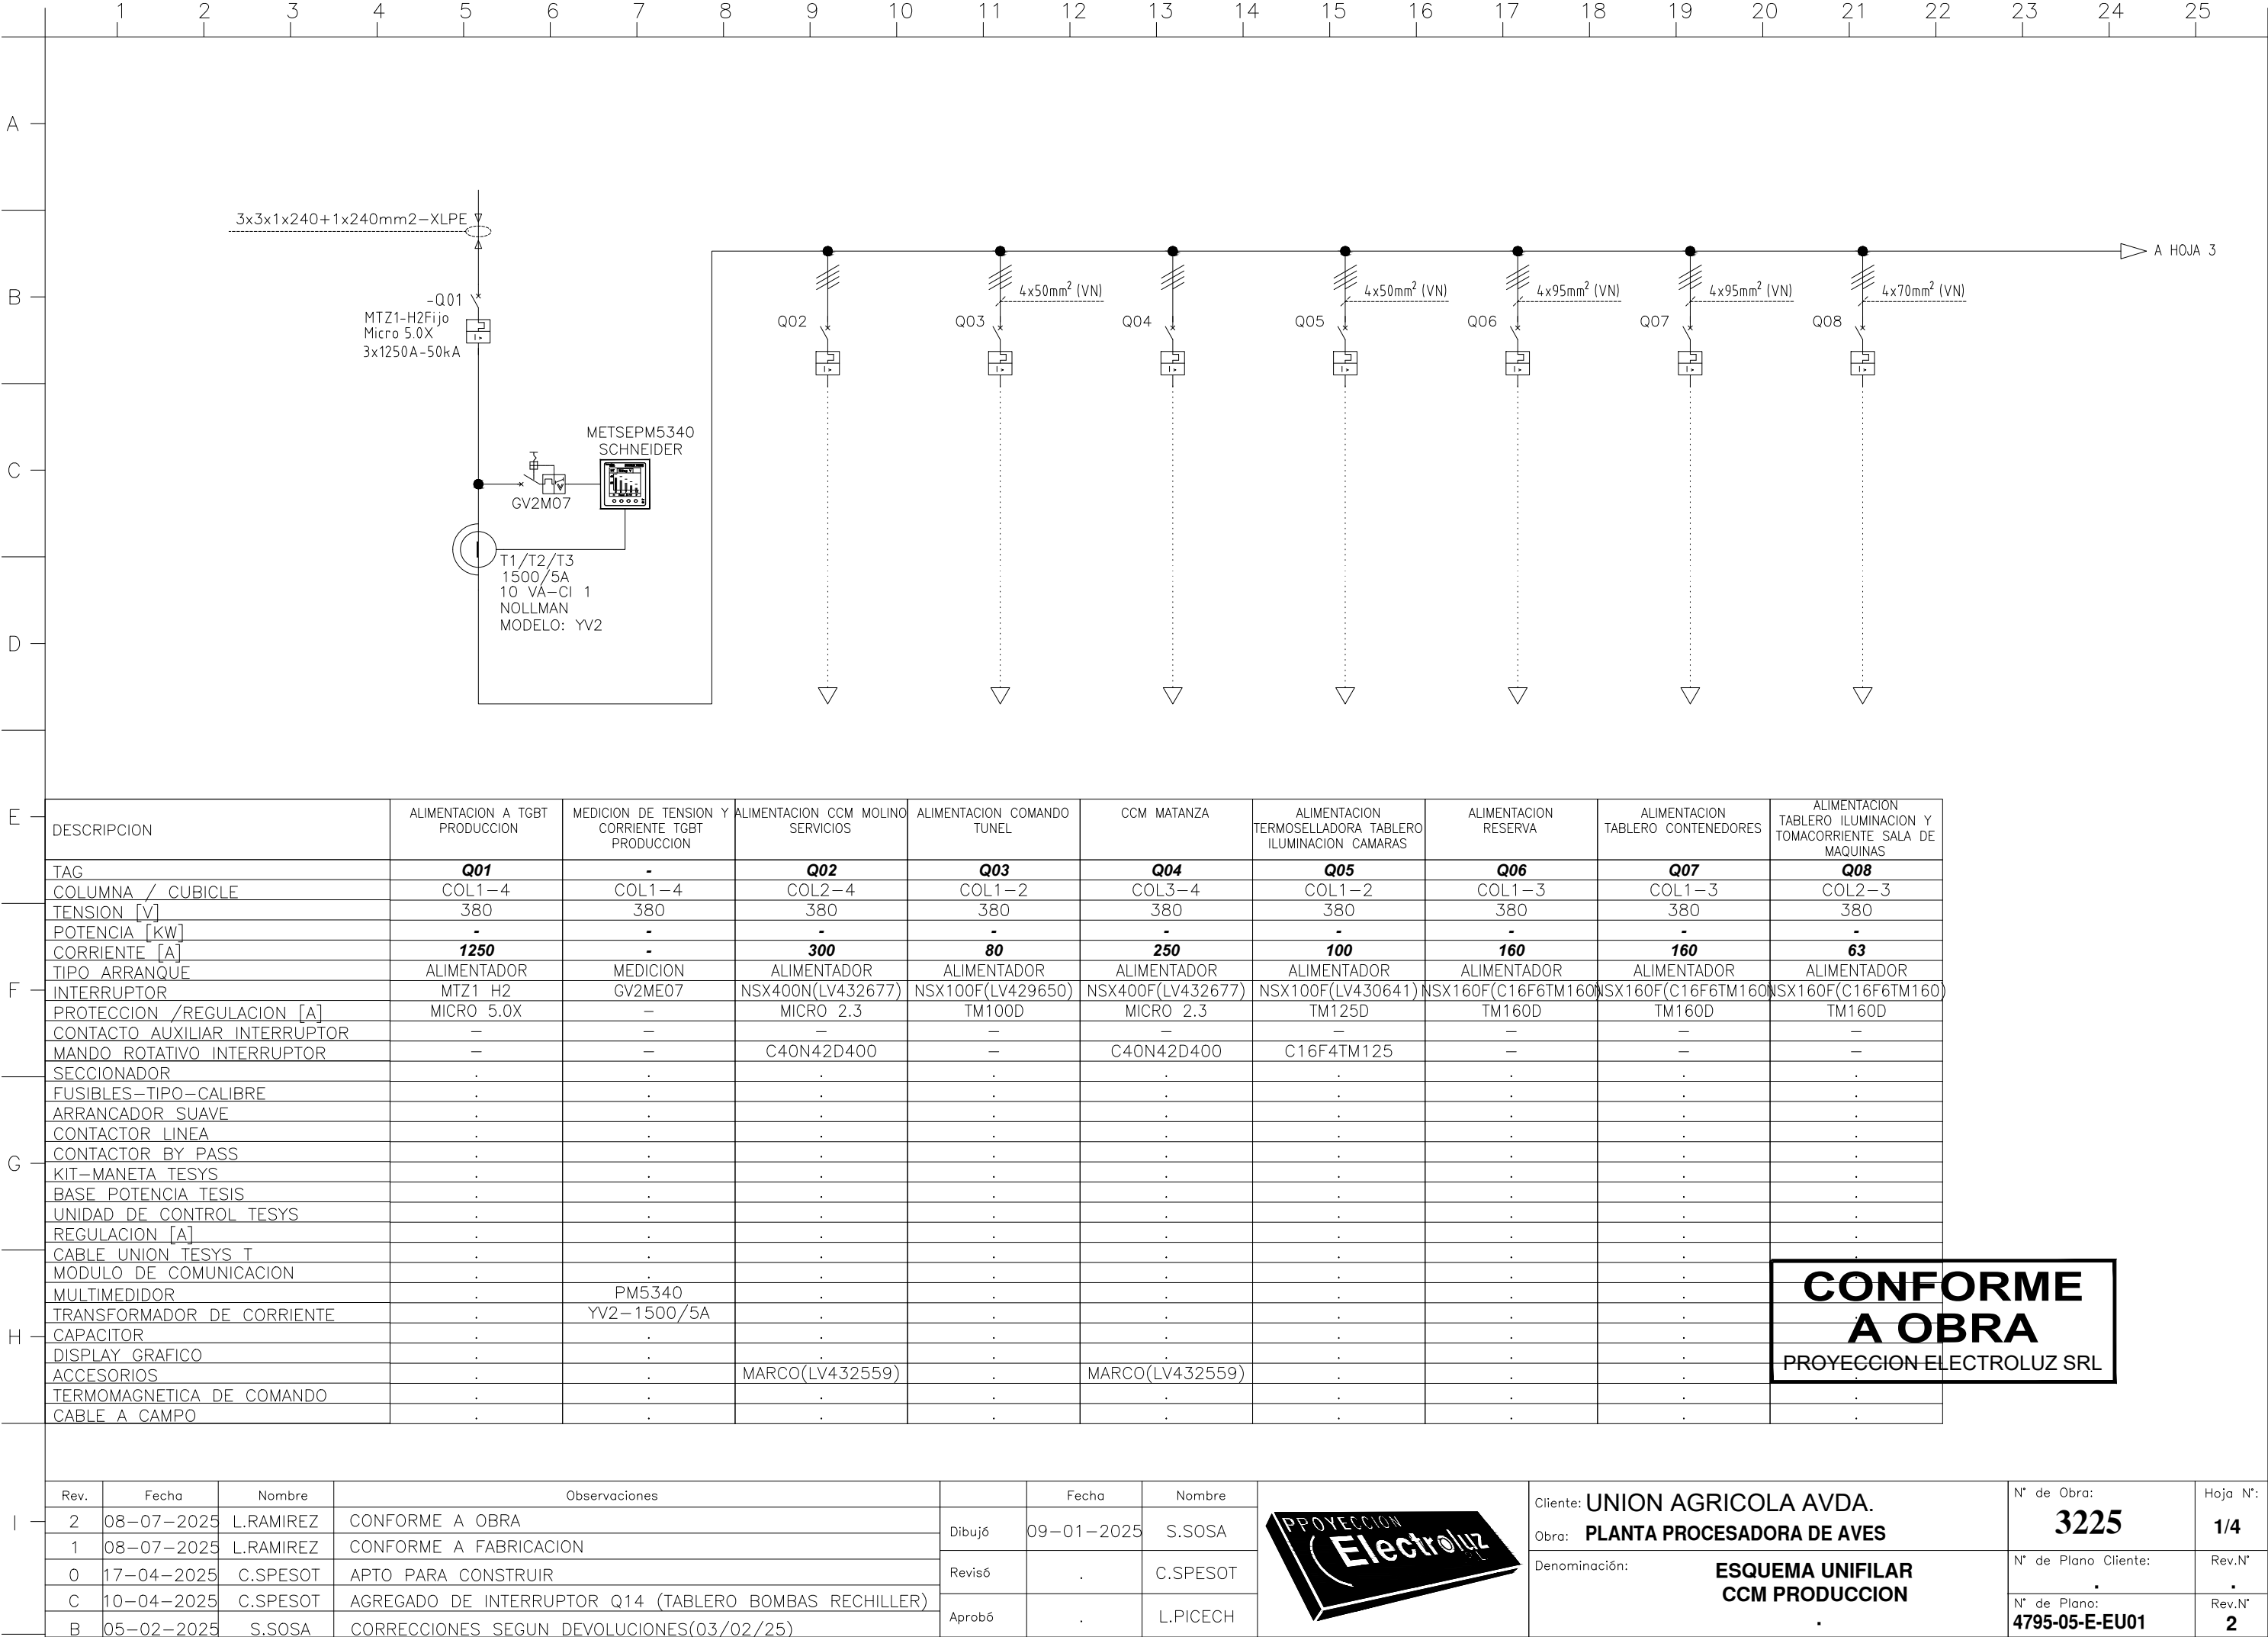 1 2 3 4 5 6 7 8 9 10 11 12 13 14 15 16 17 18 19 20 21 22 23 24 25
A
B
C
D
E
F
G
H
I
3x3x1x240+1x240mm2-XLPE
-Q01
MTZ1-H2Fijo
Micro 5.0X
3x1250A-50kA
METSEPM5340
SCHNEIDER
GV2M07
T1/T2/T3
1500/5A
10 VA-Cl 1
NOLLMAN
MODELO: YV2
A HOJA 3
4x50mm² (VN) 4x50mm² (VN) 4x95mm² (VN) 4x95mm² (VN) 4x70mm² (VN)
Q02 Q03 Q04 Q05 Q06 Q07 Q08
DESCRIPCION
ALIMENTACION A TGBT
PRODUCCION
MEDICION DE TENSION Y
CORRIENTE TGBT
PRODUCCION
ALIMENTACION CCM MOLINO
SERVICIOS
ALIMENTACION COMANDO
TUNEL
CCM MATANZA
ALIMENTACION
TERMOSELLADORA TABLERO
ILUMINACION CAMARAS
ALIMENTACION
RESERVA
ALIMENTACION
TABLERO CONTENEDORES
ALIMENTACION
TABLERO ILUMINACION Y
TOMACORRIENTE SALA DE
MAQUINAS
TAG Q01 - Q02 Q03 Q04 Q05 Q06 Q07 Q08
COLUMNA / CUBICLE COL1-4 COL1-4 COL2-4 COL1-2 COL3-4 COL1-2 COL1-3 COL1-3 COL2-3
TENSION [V] 380 380 380 380 380 380 380 380 380
POTENCIA [KW] - - - - - - - - -
CORRIENTE [A] 1250 - 300 80 250 100 160 160 63
TIPO ARRANQUE ALIMENTADOR MEDICION ALIMENTADOR ALIMENTADOR ALIMENTADOR ALIMENTADOR ALIMENTADOR ALIMENTADOR ALIMENTADOR
INTERRUPTOR MTZ1 H2 GV2ME07 NSX400N(LV432677) NSX100F(LV429650) NSX400F(LV432677) NSX100F(LV430641) NSX160F(C16F6TM160) NSX160F(C16F6TM160) NSX160F(C16F6TM160)
PROTECCION /REGULACION [A] MICRO 5.0X - MICRO 2.3 TM100D MICRO 2.3 TM125D TM160D TM160D TM160D
CONTACTO AUXILIAR INTERRUPTOR - - - - - - - - -
MANDO ROTATIVO INTERRUPTOR - - C40N42D400 - C40N42D400 C16F4TM125 - - -
SECCIONADOR . . . . . . . . .
FUSIBLES-TIPO-CALIBRE . . . . . . . . .
ARRANCADOR SUAVE . . . . . . . . .
CONTACTOR LINEA . . . . . . . . .
CONTACTOR BY PASS . . . . . . . . .
KIT-MANETA TESYS . . . . . . . . .
BASE POTENCIA TESIS . . . . . . . . .
UNIDAD DE CONTROL TESYS . . . . . . . . .
REGULACION [A] . . . . . . . . .
CABLE UNION TESYS T . . . . . . . . .
MODULO DE COMUNICACION . . . . . . . . .
MULTIMEDIDOR . PM5340 . . . . . . .
TRANSFORMADOR DE CORRIENTE . YV2-1500/5A . . . . . . .
CAPACITOR . . . . . . . . .
DISPLAY GRAFICO . . . . . . . . .
ACCESORIOS . . MARCO(LV432559) . MARCO(LV432559) . . . .
TERMOMAGNETICA DE COMANDO . . . . . . . . .
CABLE A CAMPO . . . . . . . . .
CONFORME
A OBRA
PROYECCION ELECTROLUZ SRL
Rev. Fecha Nombre Observaciones
2 08-07-2025 L.RAMIREZ CONFORME A OBRA
1 08-07-2025 L.RAMIREZ CONFORME A FABRICACION
0 17-04-2025 C.SPESOT APTO PARA CONSTRUIR
C 10-04-2025 C.SPESOT AGREGADO DE INTERRUPTOR Q14 (TABLERO BOMBAS RECHILLER)
B 05-02-2025 S.SOSA CORRECCIONES SEGUN DEVOLUCIONES(03/02/25)
Fecha Nombre
Dibujó 09-01-2025 S.SOSA
Revisó . C.SPESOT
Aprobó . L.PICECH
PROYECCION
Electroluz
Cliente: UNION AGRICOLA AVDA.
Obra: PLANTA PROCESADORA DE AVES
Denominación: ESQUEMA UNIFILAR
CCM PRODUCCION
.
N° de Obra:
3225
Hoja N°:
1/4
N° de Plano Cliente:
.
Rev.N°
.
N° de Plano:
4795-05-E-EU01
Rev.N°
2